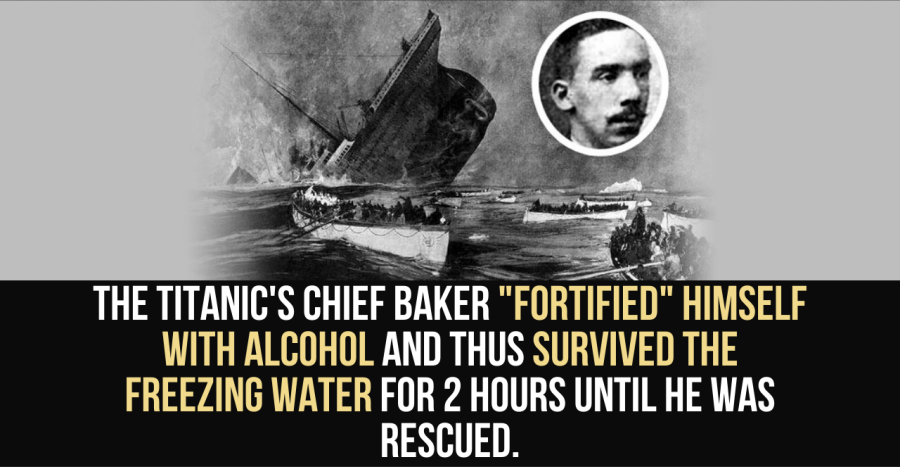 THE TITANIC'S CHIEF BAKER "FORTIFIED" HIMSELF
WITH ALCOHOL AND THUS SURVIVED THE
FREEZING WATER FOR 2 HOURS UNTIL HE WAS
RESCUED.